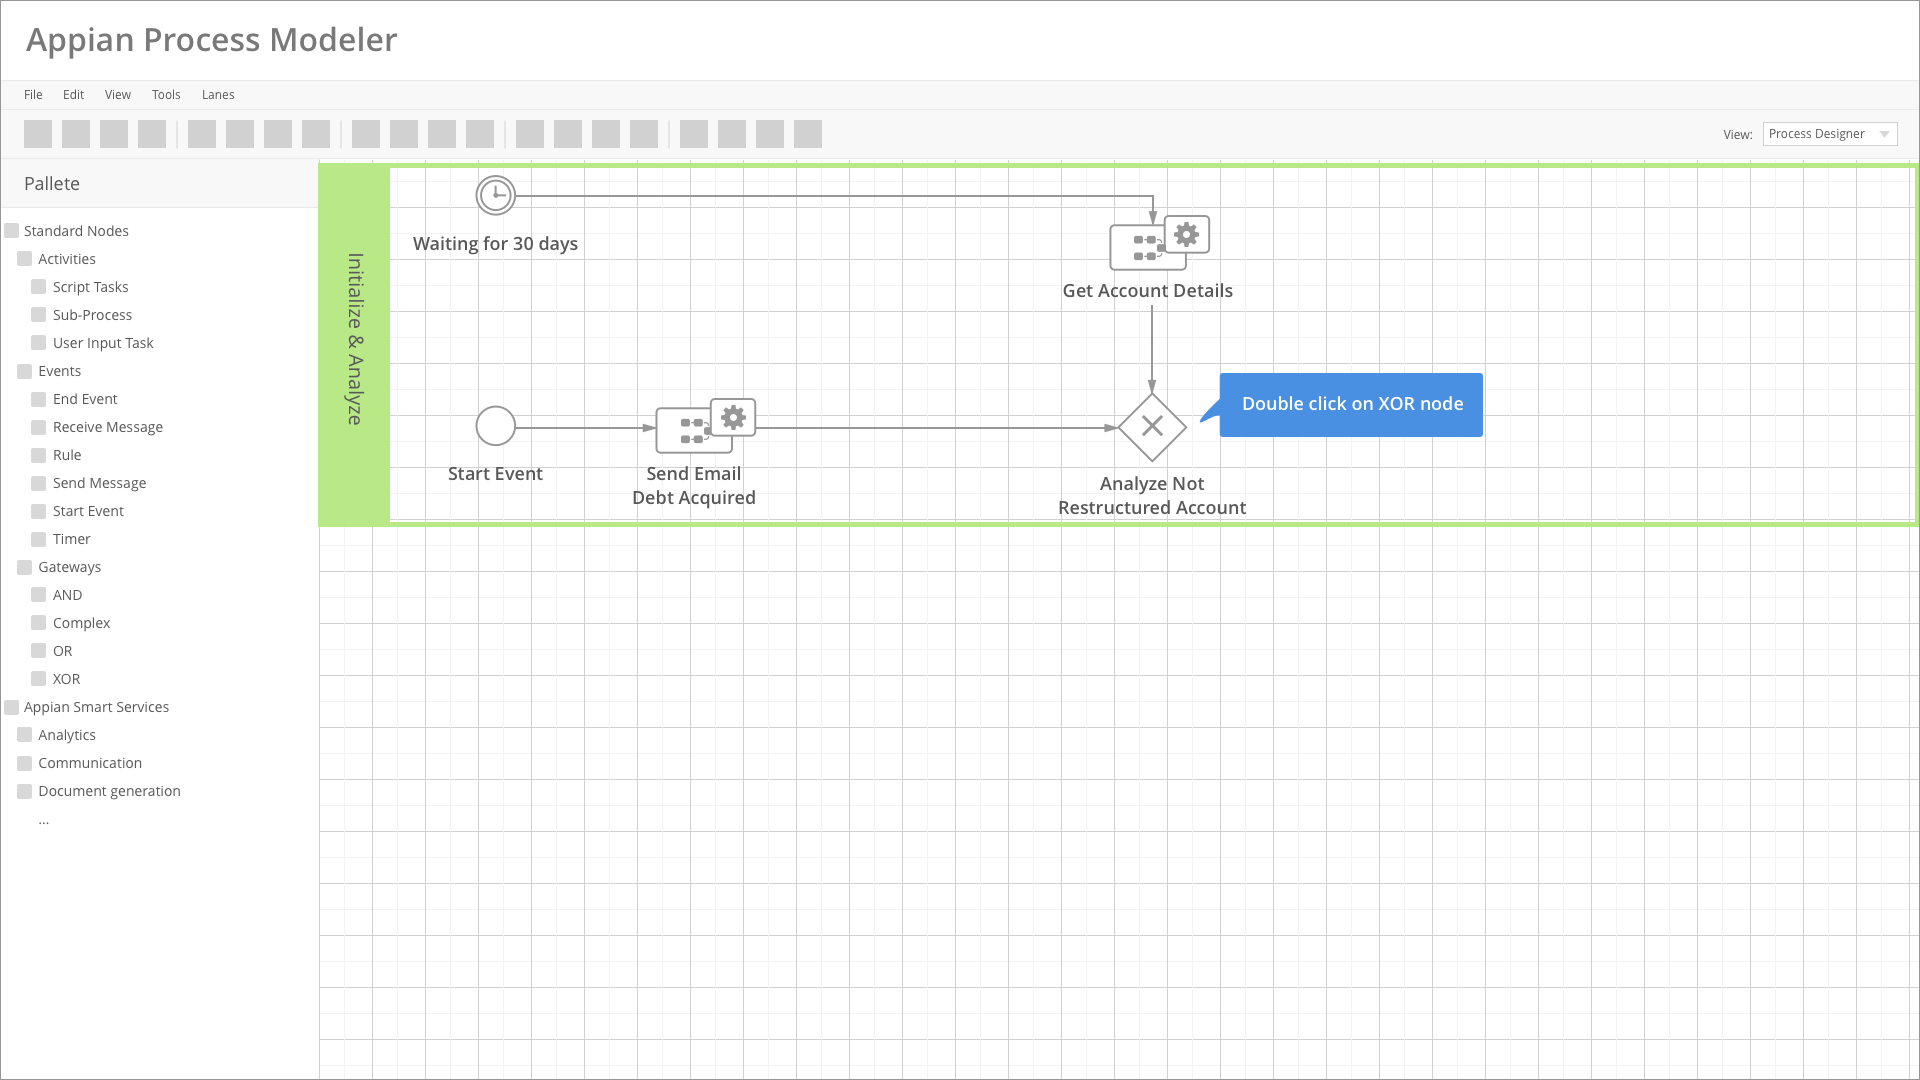 Appian Process Modeler
File Edit View Tools Lanes
View: Process Designer
Pallete
Standard Nodes
Activities
Script Tasks
Sub-Process
User Input Task
Events
End Event
Receive Message
Rule
Send Message
Start Event
Timer
Gateways
AND
Complex
OR
XOR
Appian Smart Services
Analytics
Communication
Document generation
...
Initialize & Analyze
Waiting for 30 days
Get Account Details
Double click on XOR node
Start Event
Send Email
Debt Acquired
Analyze Not
Restructured Account